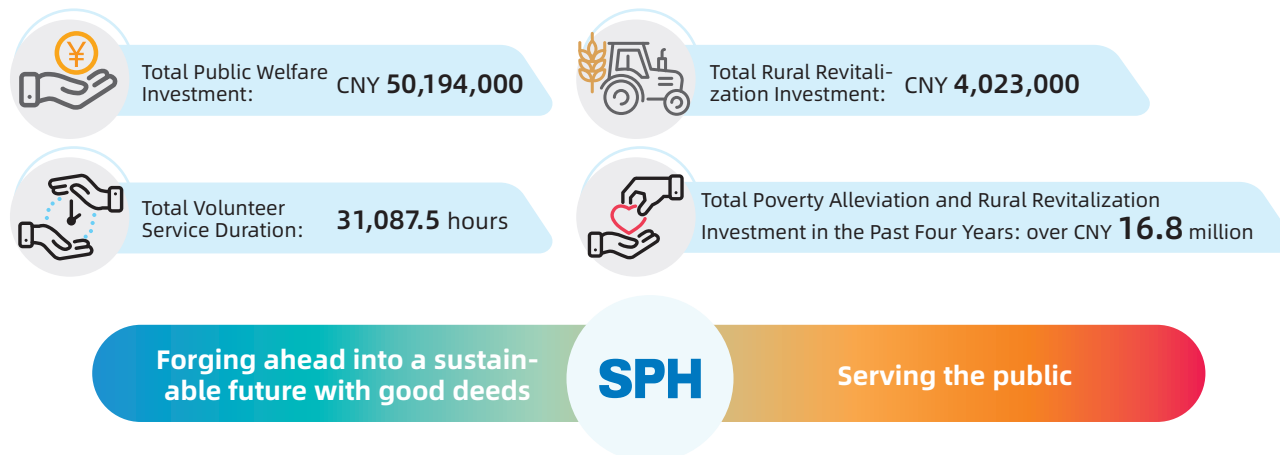 ¥
Total Public Welfare
Investment:
CNY 50,194,000
Total Rural Revitali-
zation Investment:
CNY 4,023,000
Total Volunteer
Service Duration:
31,087.5 hours
Total Poverty Alleviation and Rural Revitalization
Investment in the Past Four Years: over CNY 16.8 million
Forging ahead into a sustain-
able future with good deeds
SPH
Serving the public